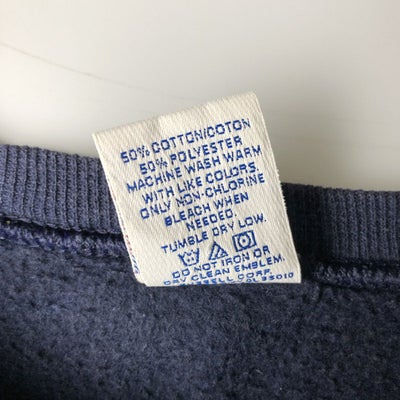 50% COTTON/COTON
50% POLYESTER
MACHINE WASH WARM
WITH LIKE COLORS
ONLY NON-CHLORINE
BLEACH WHEN
NEEDED.
TUMBLE DRY LOW.
DO NOT IRON OR
DRY CLEAN EMBLEM.
CORP.